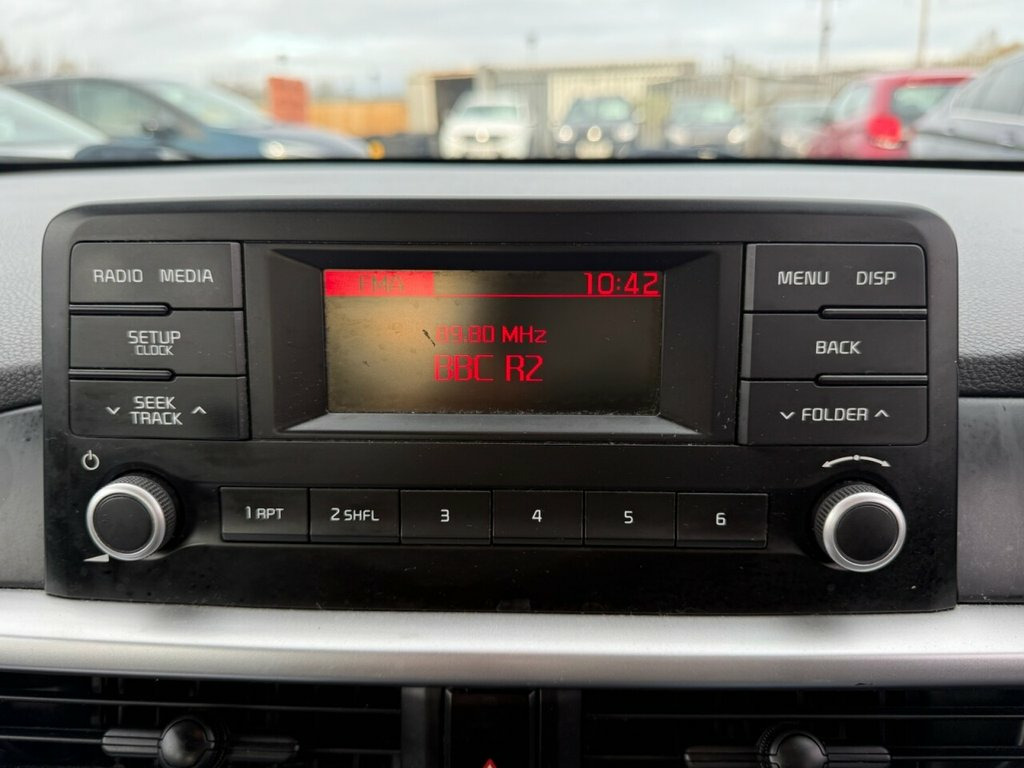 RADIO MEDIA
SETUP
CLOCK
SEEK
TRACK
FMA 10:42
89.80 MHz
BBC R2
MENU DISP
BACK
FOLDER
1 RPT 2 SHFL 3 4 5 6